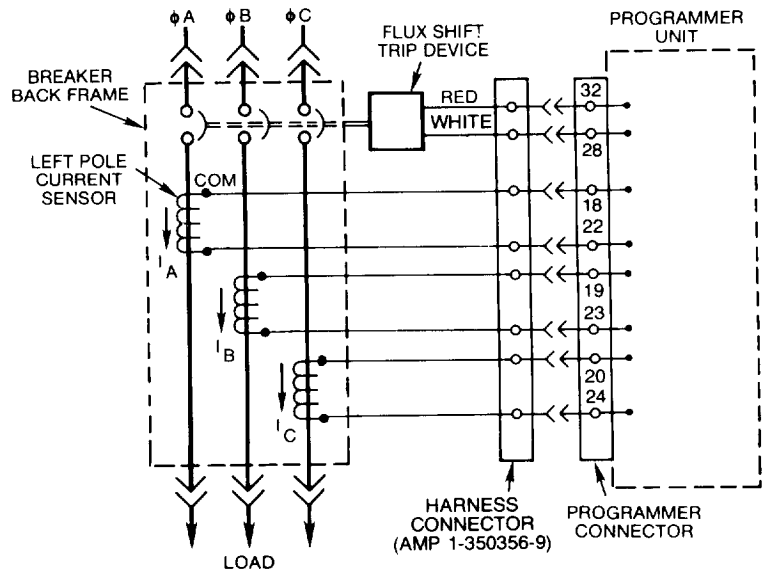 ϕA ϕB ϕC
FLUX SHIFT
TRIP DEVICE
PROGRAMMER
UNIT
BREAKER
BACK FRAME
RED
WHITE
32
28
LEFT POLE
CURRENT
SENSOR
COM
18
22
I A
19
23
I B
20
24
I C
HARNESS
CONNECTOR
(AMP 1-350356-9)
PROGRAMMER
CONNECTOR
LOAD